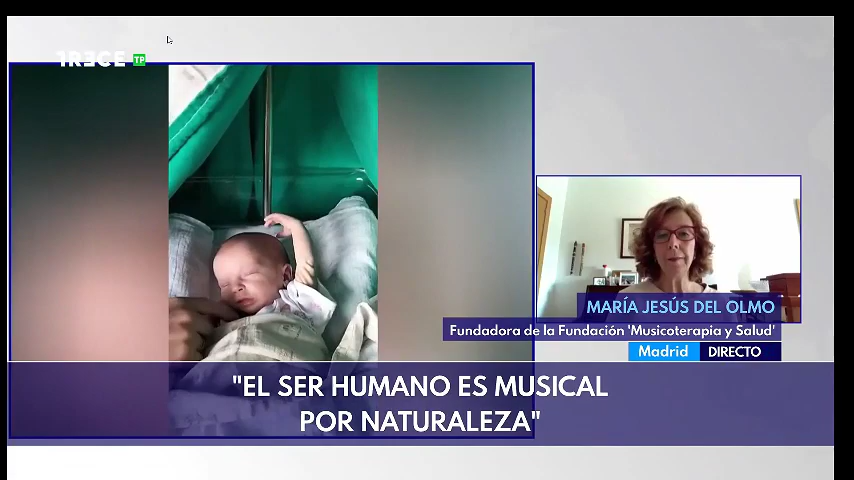 TRECE TP
MARÍA JESÚS DEL OLMO
Fundadora de la Fundación 'Musicoterapia y Salud'
Madrid DIRECTO
"EL SER HUMANO ES MUSICAL
POR NATURALEZA"